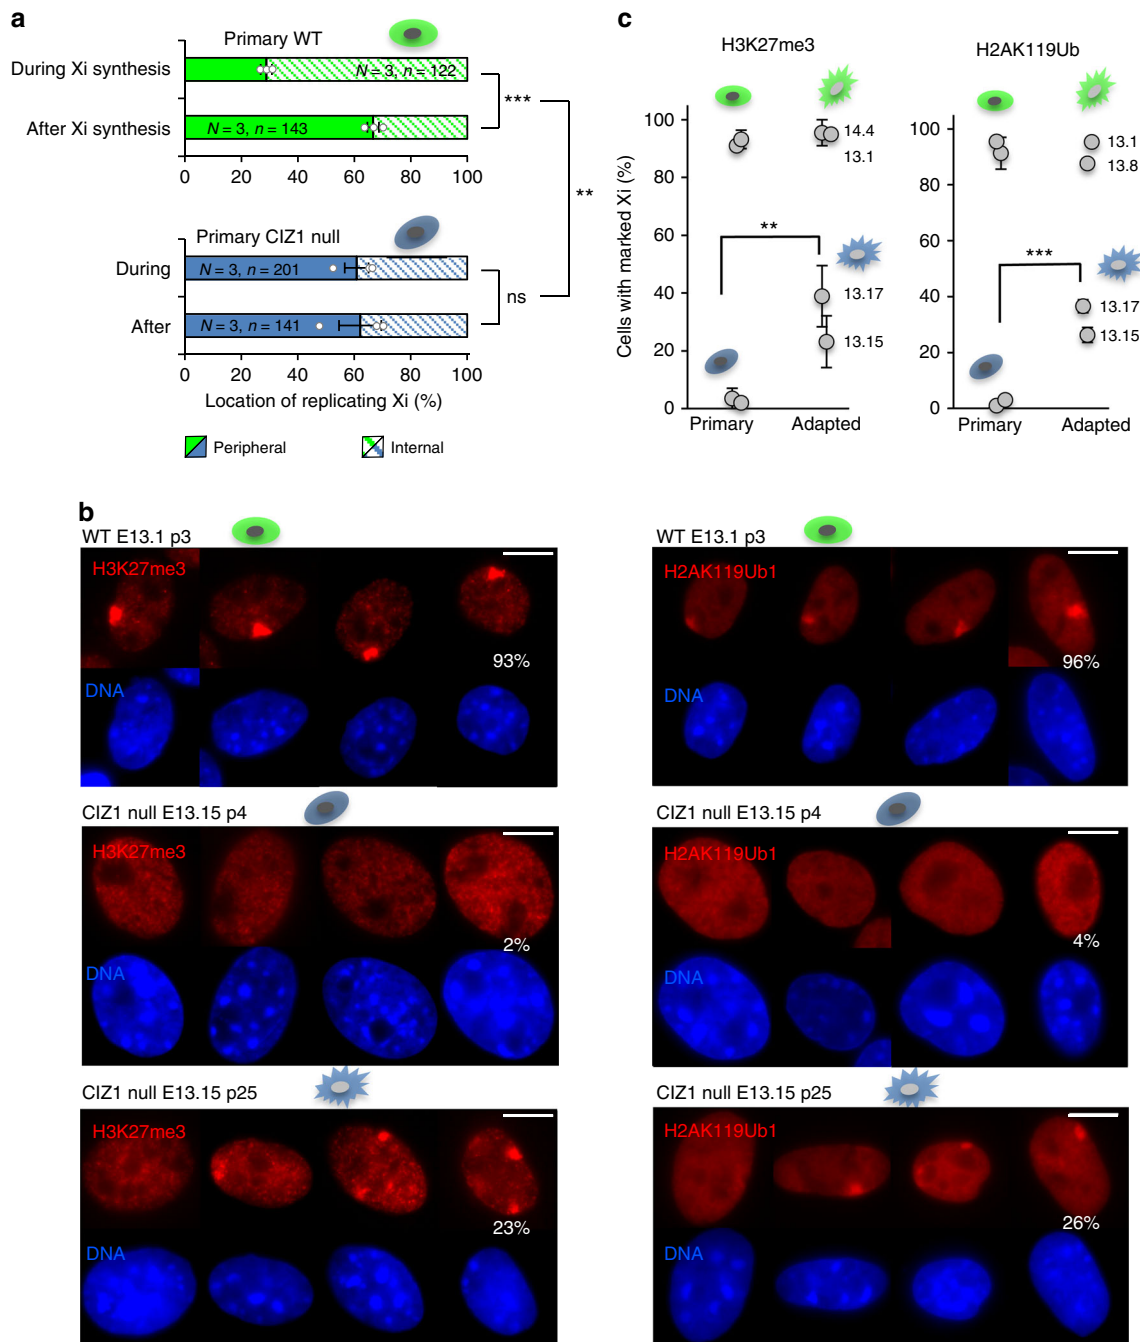 a
Primary WT
During Xi synthesis
N = 3, n = 122
After Xi synthesis
N = 3, n = 143
***
0 20 40 60 80 100
**
Primary CIZ1 null
During
N = 3, n = 201
After
N = 3, n = 141
ns
0 20 40 60 80 100
Location of replicating Xi (%)
Peripheral
Internal
c
H3K27me3
H2AK119Ub
Cells with marked Xi (%)
100
80
60
40
20
0
14.4
13.1
**
13.17
13.15
Primary Adapted
100
80
60
40
20
0
13.1
13.8
***
13.17
13.15
Primary Adapted
b
WT E13.1 p3
H3K27me3
93%
DNA
WT E13.1 p3
H2AK119Ub1
96%
DNA
CIZ1 null E13.15 p4
H3K27me3
2%
DNA
CIZ1 null E13.15 p4
H2AK119Ub1
4%
DNA
CIZ1 null E13.15 p25
H3K27me3
23%
DNA
CIZ1 null E13.15 p25
H2AK119Ub1
26%
DNA